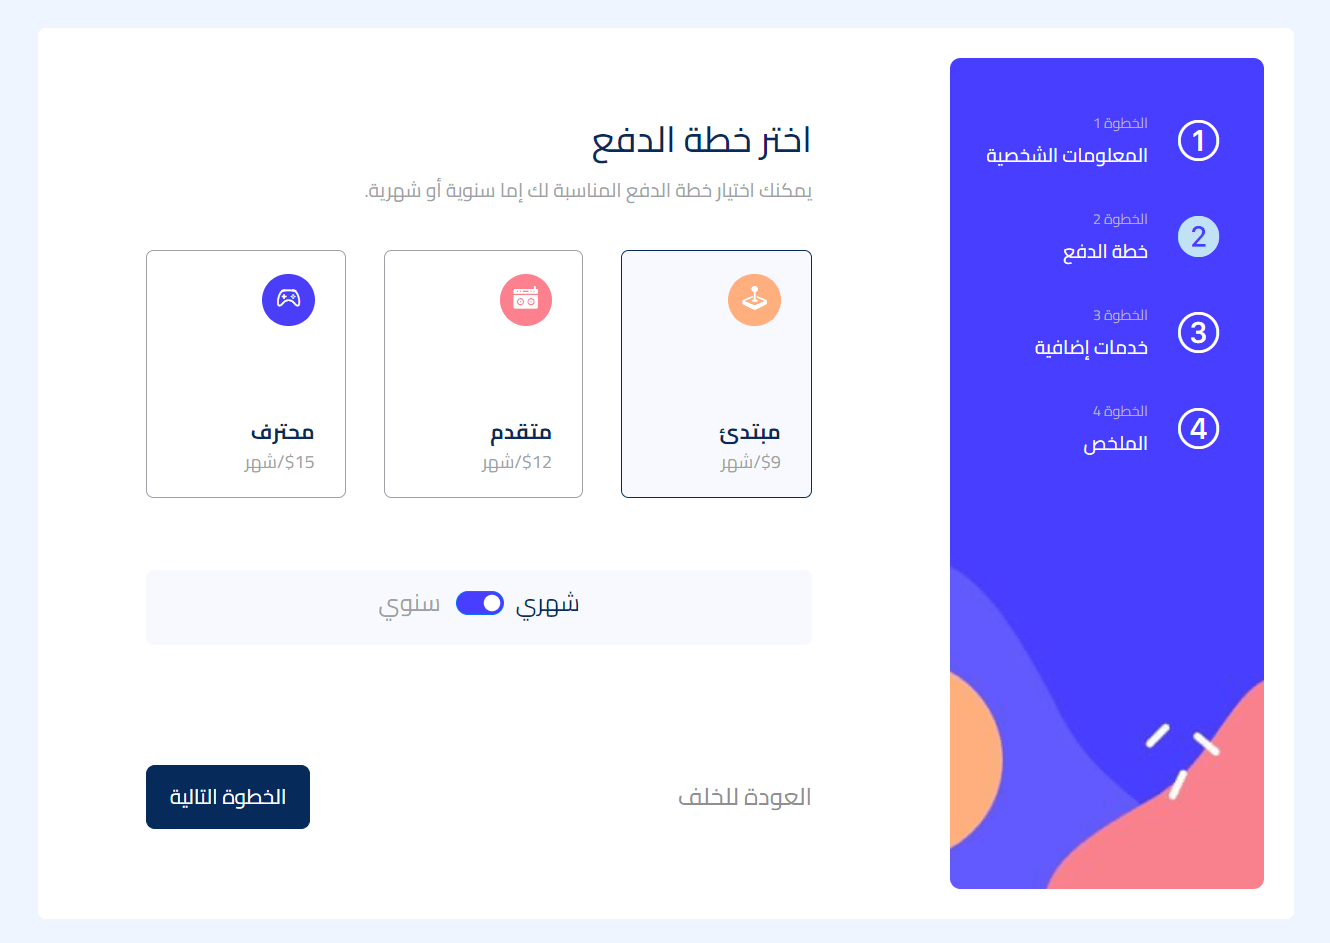 1
الخطوة 1
المعلومات الشخصية
2
الخطوة 2
خطة الدفع
3
الخطوة 3
خدمات إضافية
4
الخطوة 4
الملخص
اختر خطة الدفع
يمكنك اختيار خطة الدفع المناسبة لك إما سنوية أو شهرية.
مبتدئ
$9/شهر
متقدم
$12/شهر
محترف
$15/شهر
شهري سنوي
العودة للخلف
الخطوة التالية